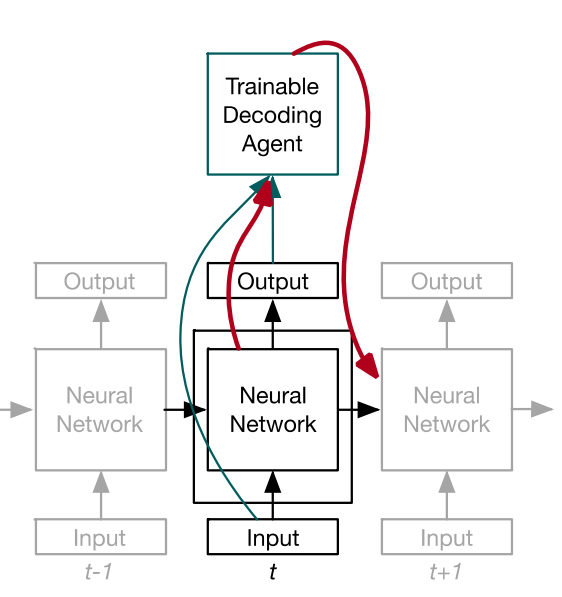 Trainable
Decoding
Agent
Output
Output
Output
Neural
Network
Neural
Network
Neural
Network
Input
Input
Input
t-1
t
t+1